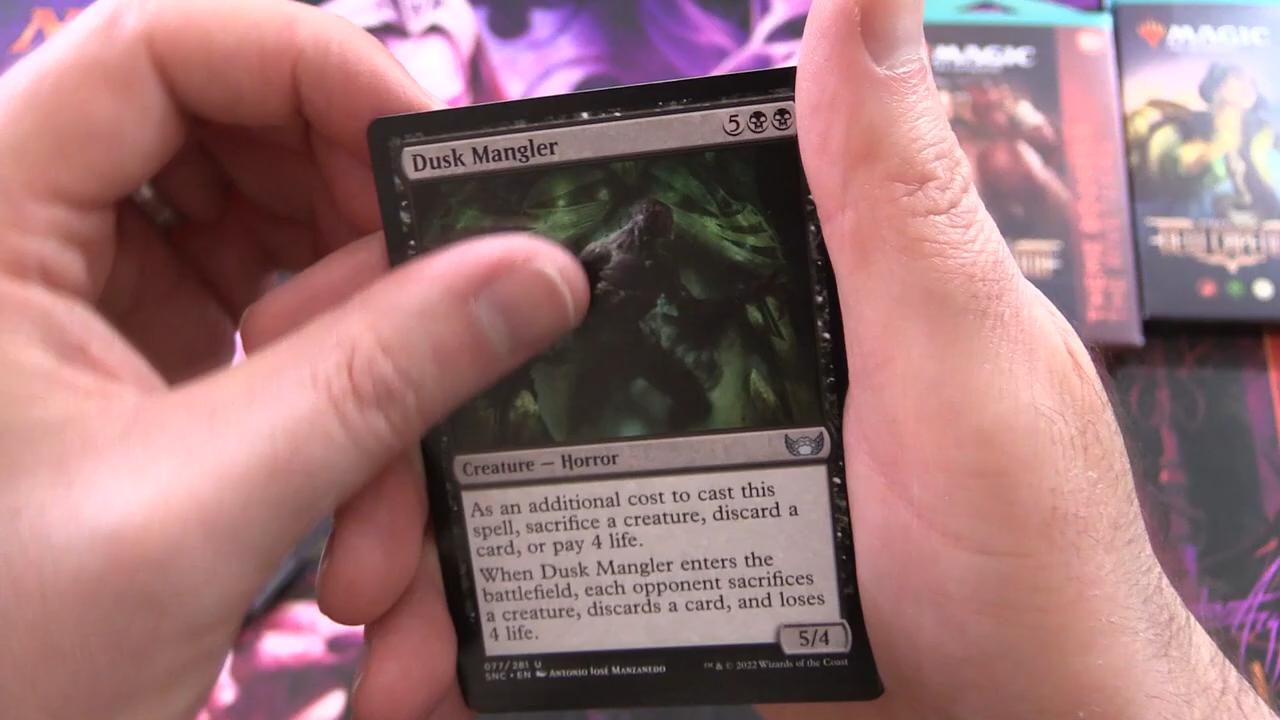 MAGIC
MAGIC
Dusk Mangler
5
Creature — Horror
As an additional cost to cast this
spell, sacrifice a creature, discard a
card, or pay 4 life.
When Dusk Mangler enters the
battlefield, each opponent sacrifices
a creature, discards a card, and loses
4 life.
5/4
077/281 U
SNC • EN Antonio José Manzanedo
™ & © 2022 Wizards of the Coast